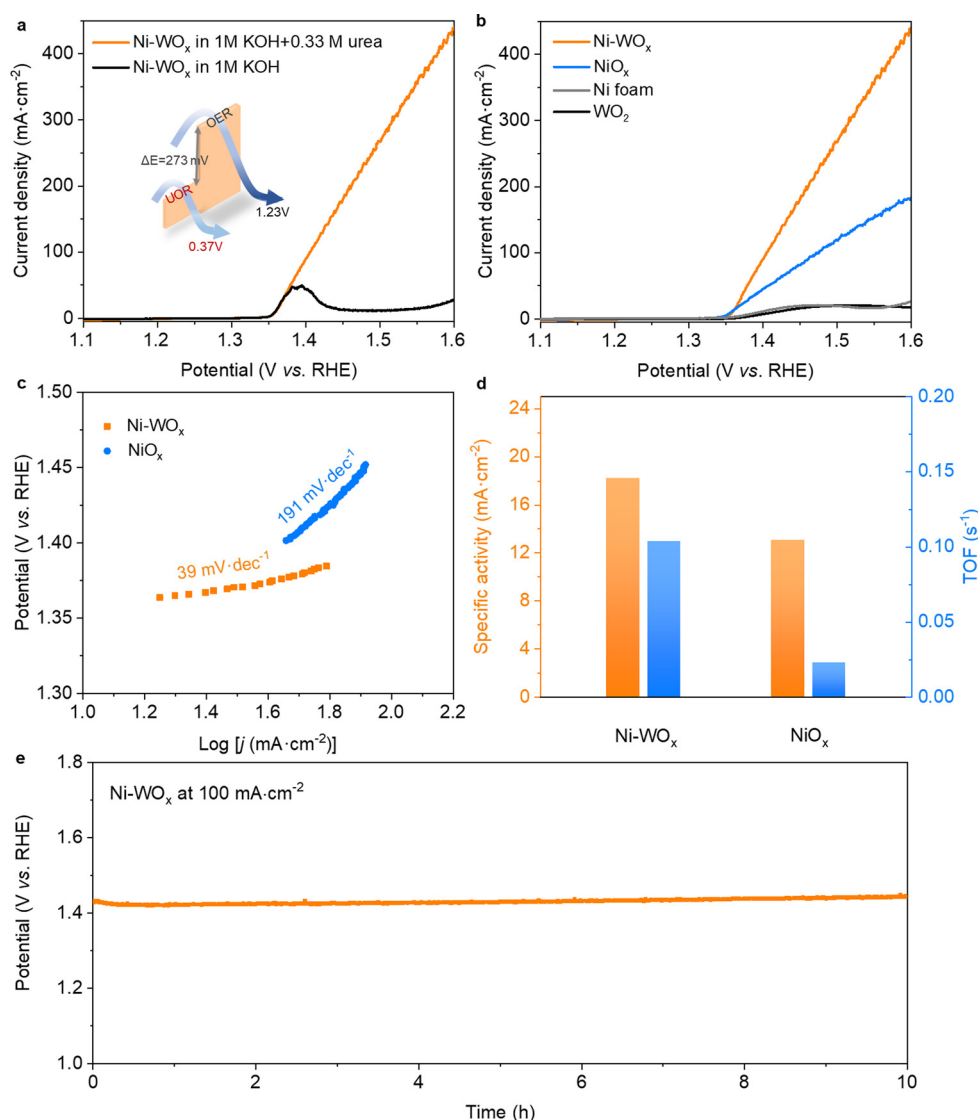 a
Ni-WOₓ in 1M KOH+0.33 M urea
Ni-WOₓ in 1M KOH
OER
ΔE=273 mV
UOR
1.23V
0.37V
Current density (mA·cm⁻²)
400
300
200
100
0
1.1 1.2 1.3 1.4 1.5 1.6
Potential (V vs. RHE)
b
Ni-WOₓ
NiOₓ
Ni foam
WO₂
Current density (mA·cm⁻²)
400
300
200
100
0
1.1 1.2 1.3 1.4 1.5 1.6
Potential (V vs. RHE)
c
Ni-WOₓ
NiOₓ
191 mV·dec⁻¹
39 mV·dec⁻¹
Potential (V vs. RHE)
1.50
1.45
1.40
1.35
1.30
1.0 1.2 1.4 1.6 1.8 2.0 2.2
Log [j (mA·cm⁻²)]
d
Specific activity (mA·cm⁻²)
24
20
16
12
8
4
0
TOF (s⁻¹)
0.20
0.15
0.10
0.05
0.00
Ni-WOₓ NiOₓ
e
Ni-WOₓ at 100 mA·cm⁻²
Potential (V vs. RHE)
1.8
1.6
1.4
1.2
1.0
0 2 4 6 8 10
Time (h)